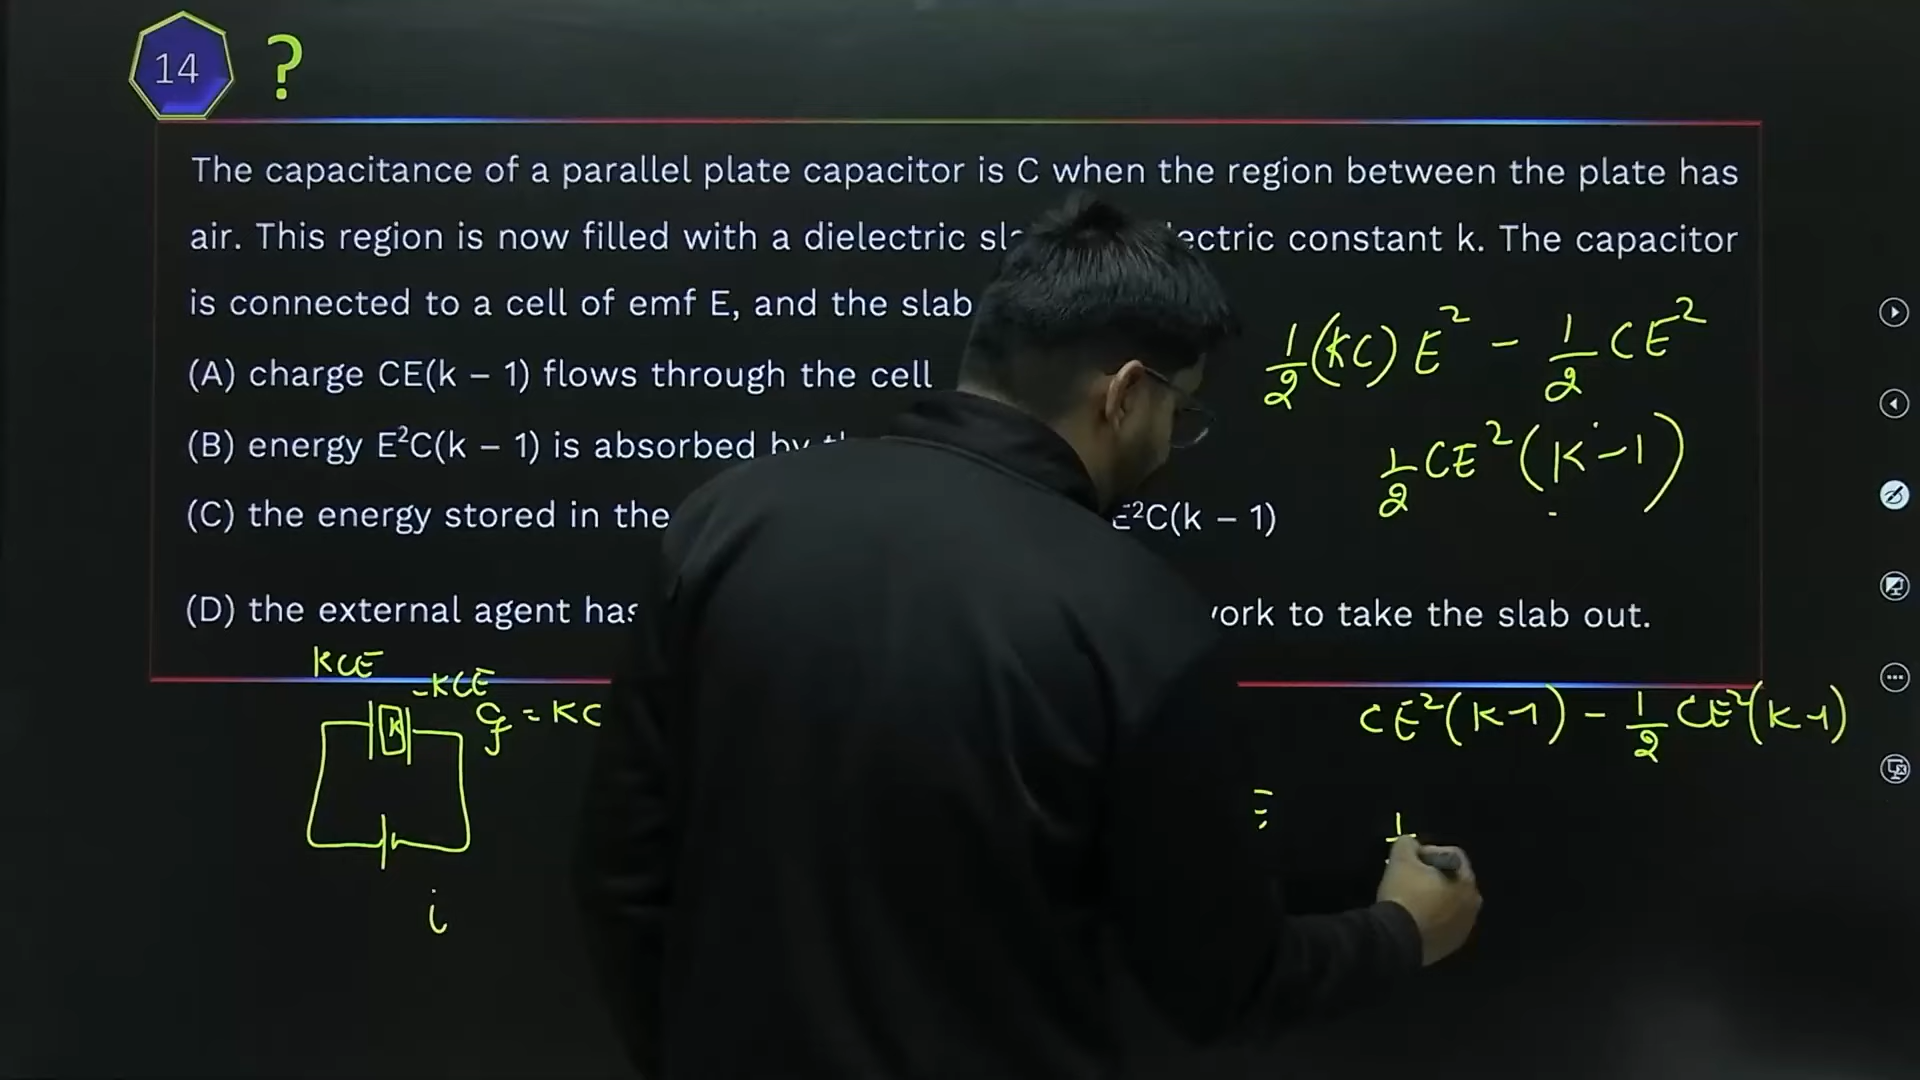 14 ?
The capacitance of a parallel plate capacitor is C when the region between the plate has
air. This region is now filled with a dielectric constant k. The capacitor
is connected to a cell of emf E, and the slab
(A) charge CE(k – 1) flows through the cell
(B) energy E²C(k – 1) is absorbed by
(C) the energy stored in the E²C(k – 1)
(D) the external agent has work to take the slab out.
1/2 (KC) E² - 1/2 CE²
1/2 CE² (K-1)
KCE
-KCE
K
Cf = KC
i
CE²(K-1) - 1/2 CE²(K-1)